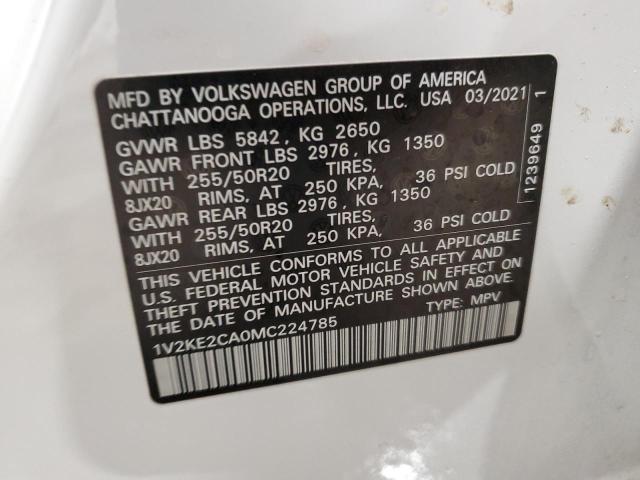 MFD BY VOLKSWAGEN GROUP OF AMERICA
CHATTANOOGA OPERATIONS, LLC. USA 03/2021
GVWR LBS 5842, KG 2650
GAWR FRONT LBS 2976, KG 1350
WITH 255/50R20 TIRES,
8JX20 RIMS, AT 250 KPA, 36 PSI COLD
GAWR REAR LBS 2976, KG 1350
WITH 255/50R20 TIRES,
8JX20 RIMS, AT 250 KPA, 36 PSI COLD
THIS VEHICLE CONFORMS TO ALL APPLICABLE
U.S. FEDERAL MOTOR VEHICLE SAFETY AND
THEFT PREVENTION STANDARDS IN EFFECT ON
THE DATE OF MANUFACTURE SHOWN ABOVE.
1V2KE2CA0MC224785 TYPE: MPV
1239649 1